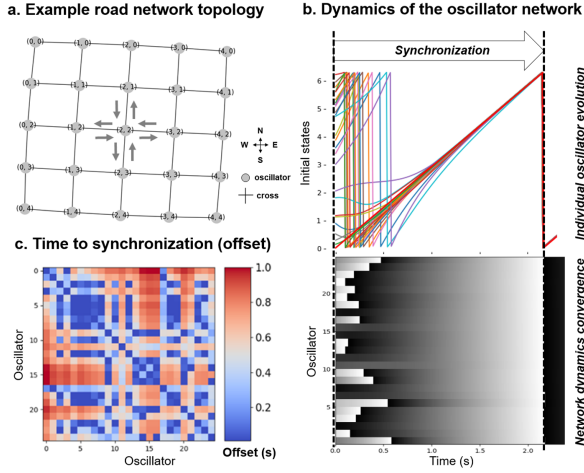 a. Example road network topology
(0, 0) (1, 0) (2, 0) (3, 0) (4, 0)
(0, 1) (1, 1) (2, 1) (3, 1) (4, 1)
(0, 2) (1, 2) (2, 2) (3, 2) (4, 2)
(0, 3) (1, 3) (2, 3) (3, 3) (4, 3)
(0, 4) (1, 4) (2, 4) (3, 4) (4, 4)
N
W E
S
oscillator
cross
b. Dynamics of the oscillator network
Synchronization
Initial states
6
5
4
3
2
1
0
Individual oscillator evolution
Oscillator
20
15
10
5
0.0 0.5 1.0 1.5 2.0
Time (s)
Network dynamics convergence
c. Time to synchronization (offset)
Oscillator
0
5
10
15
20
0 5 10 15 20
Oscillator
1.0
0.8
0.6
0.4
0.2
Offset (s)